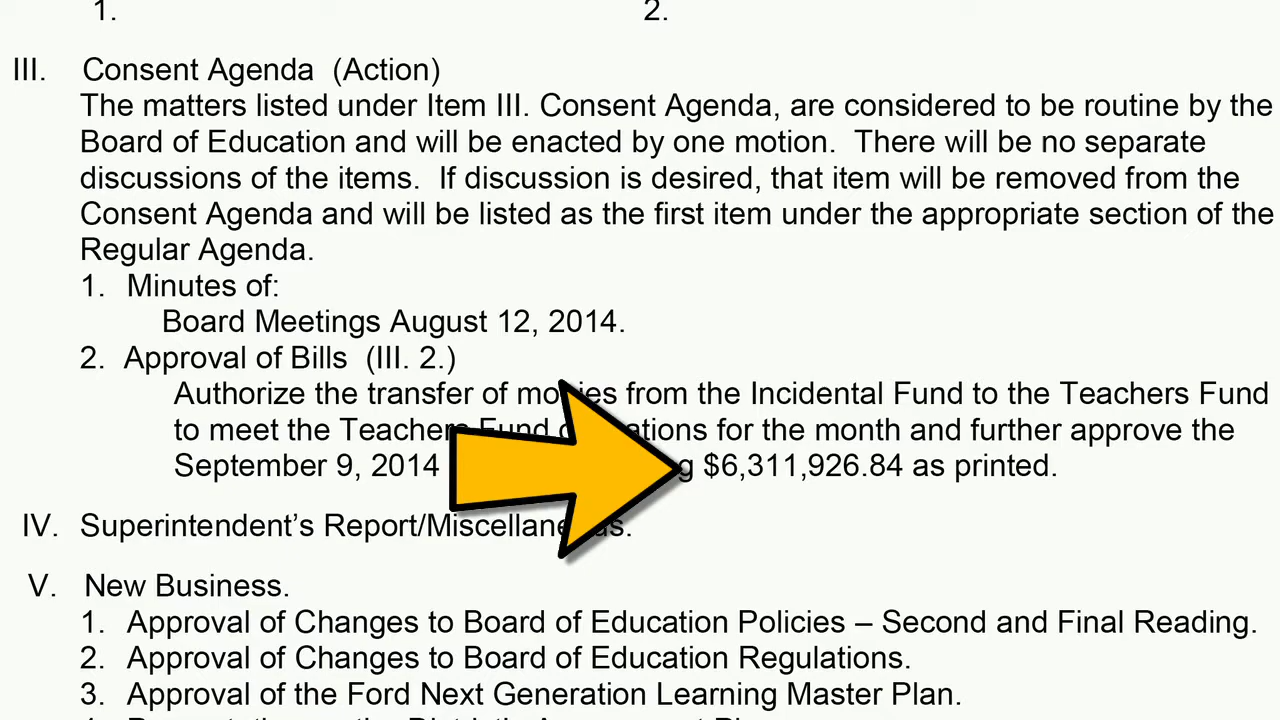 1. 2.
III. Consent Agenda (Action)
The matters listed under Item III. Consent Agenda, are considered to be routine by the
Board of Education and will be enacted by one motion. There will be no separate
discussions of the items. If discussion is desired, that item will be removed from the
Consent Agenda and will be listed as the first item under the appropriate section of the
Regular Agenda.
1. Minutes of:
Board Meetings August 12, 2014.
2. Approval of Bills (III. 2.)
Authorize the transfer of monies from the Incidental Fund to the Teachers Fund
to meet the Teachers Fund for the month and further approve the
September 9, 2014 $6,311,926.84 as printed.
IV. Superintendent’s Report/Miscellaneous.
V. New Business.
1. Approval of Changes to Board of Education Policies – Second and Final Reading.
2. Approval of Changes to Board of Education Regulations.
3. Approval of the Ford Next Generation Learning Master Plan.